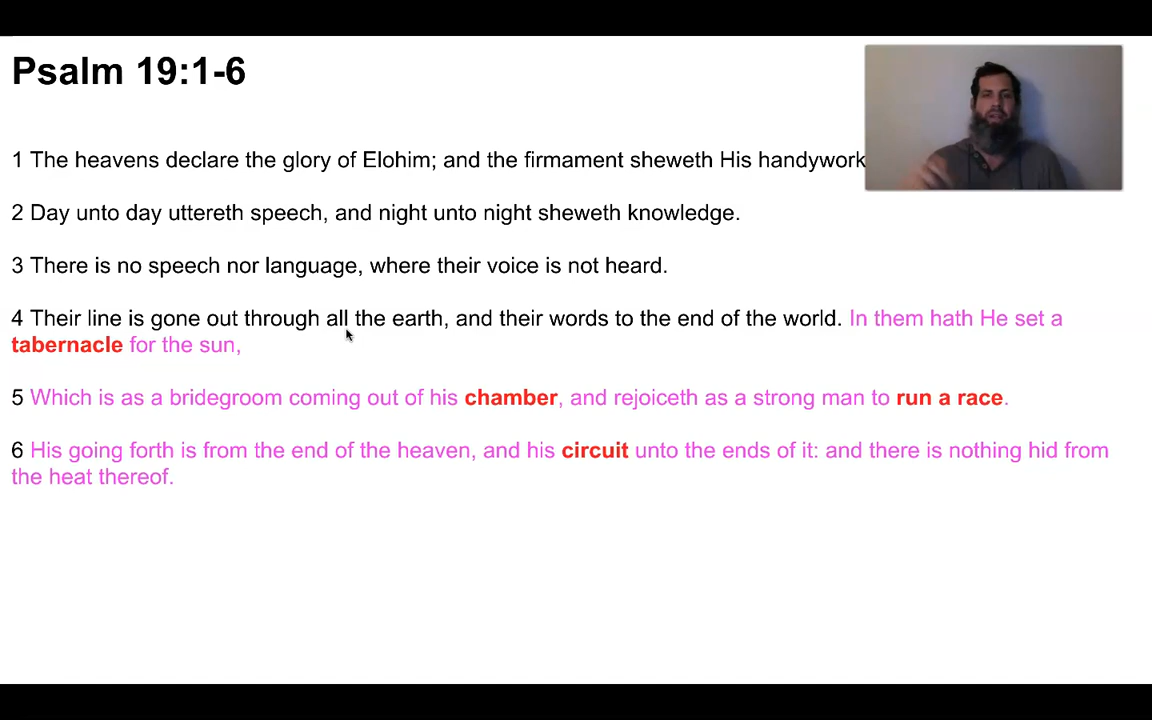 Psalm 19:1-6
1 The heavens declare the glory of Elohim; and the firmament sheweth His handywork
2 Day unto day uttereth speech, and night unto night sheweth knowledge.
3 There is no speech nor language, where their voice is not heard.
4 Their line is gone out through all the earth, and their words to the end of the world. In them hath He set a
tabernacle for the sun,
5 Which is as a bridegroom coming out of his chamber, and rejoiceth as a strong man to run a race.
6 His going forth is from the end of the heaven, and his circuit unto the ends of it: and there is nothing hid from
the heat thereof.